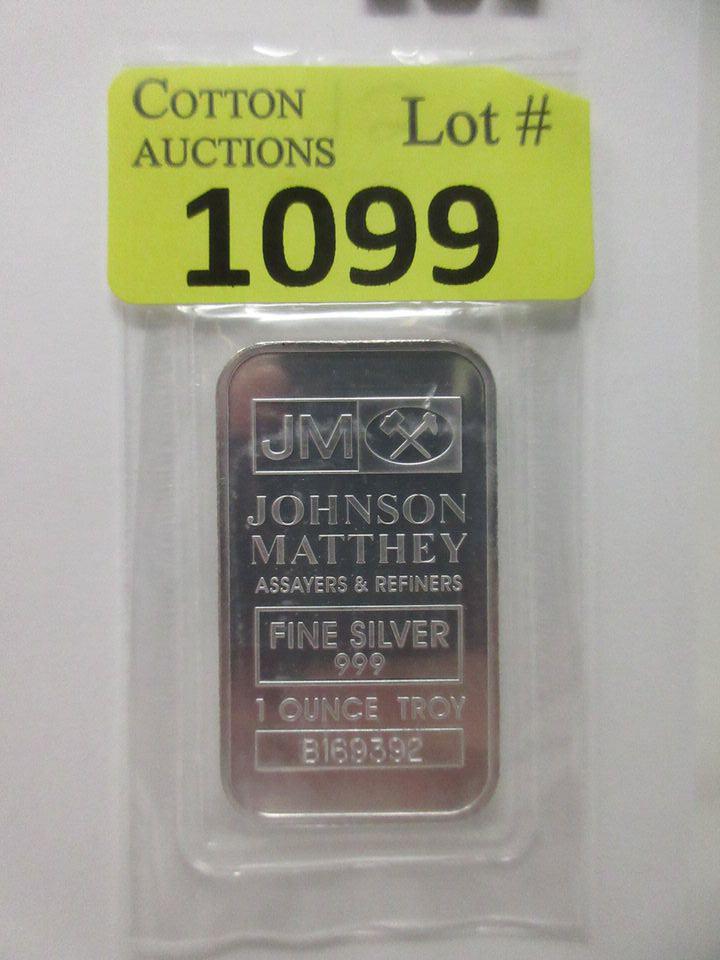 COTTON
AUCTIONS
Lot #
1099
JM
JOHNSON
MATTHEY
ASSAYERS & REFINERS
FINE SILVER
999
1 OUNCE TROY
B169392